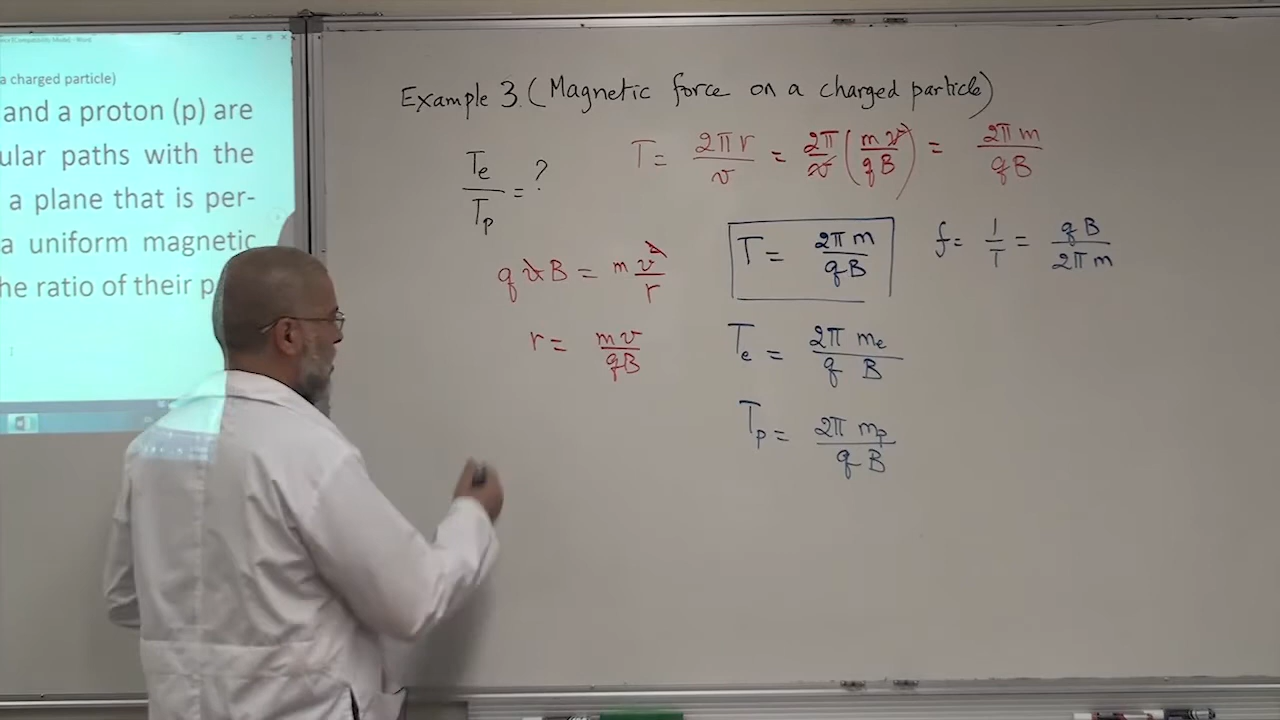 a charged particle)
and a proton (p) are
ular paths with the
a plane that is per-
a uniform magnetic
he ratio of their p
Example 3. (Magnetic force on a charged particle)
Te/Tp = ?
T = 2πr/v = 2π/v (mv/qB) = 2πm/qB
qvB = m v²/r
r = mv/qB
T = 2πm/qB
f = 1/T = qB/2πm
Te = 2π me/q B
Tp = 2π mp/q B